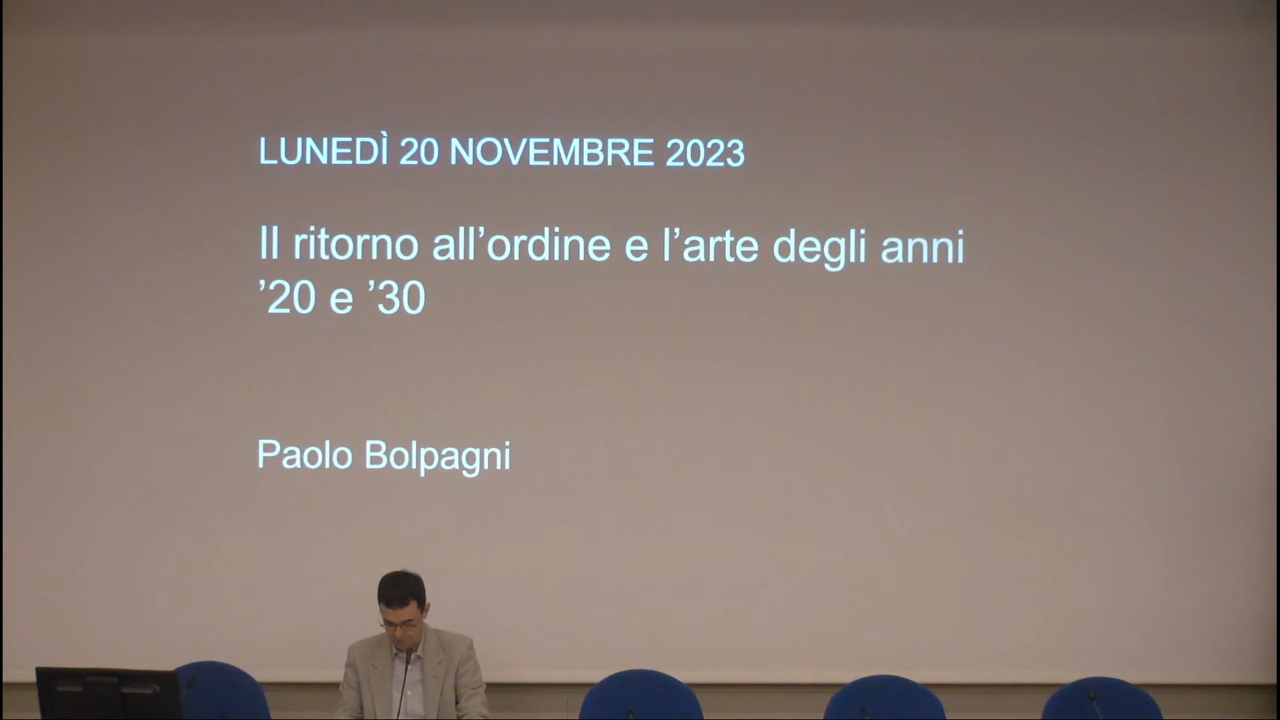 LUNEDÌ 20 NOVEMBRE 2023
Il ritorno all’ordine e l’arte degli anni
’20 e ’30
Paolo Bolpagni